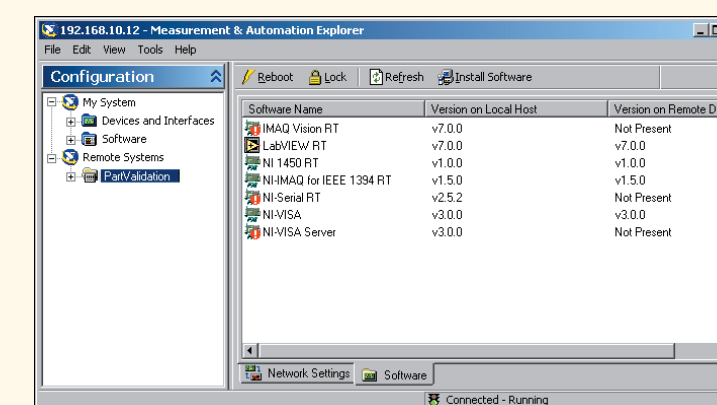 192.168.10.12 - Measurement & Automation Explorer
File Edit View Tools Help
Configuration
Reboot Lock Refresh Install Software
My System
Devices and Interfaces
Software
Remote Systems
PartValidation
Software Name Version on Local Host Version on Remote D
IMAQ Vision RT v7.0.0 Not Present
LabVIEW RT v7.0.0 v7.0.0
NI 1450 RT v1.0.0 v1.0.0
NI-IMAQ for IEEE 1394 RT v1.5.0 v1.5.0
NI-Serial RT v2.5.2 Not Present
NI-VISA v3.0.0 v3.0.0
NI-VISA Server v3.0.0 Not Present
Network Settings Software
Connected - Running